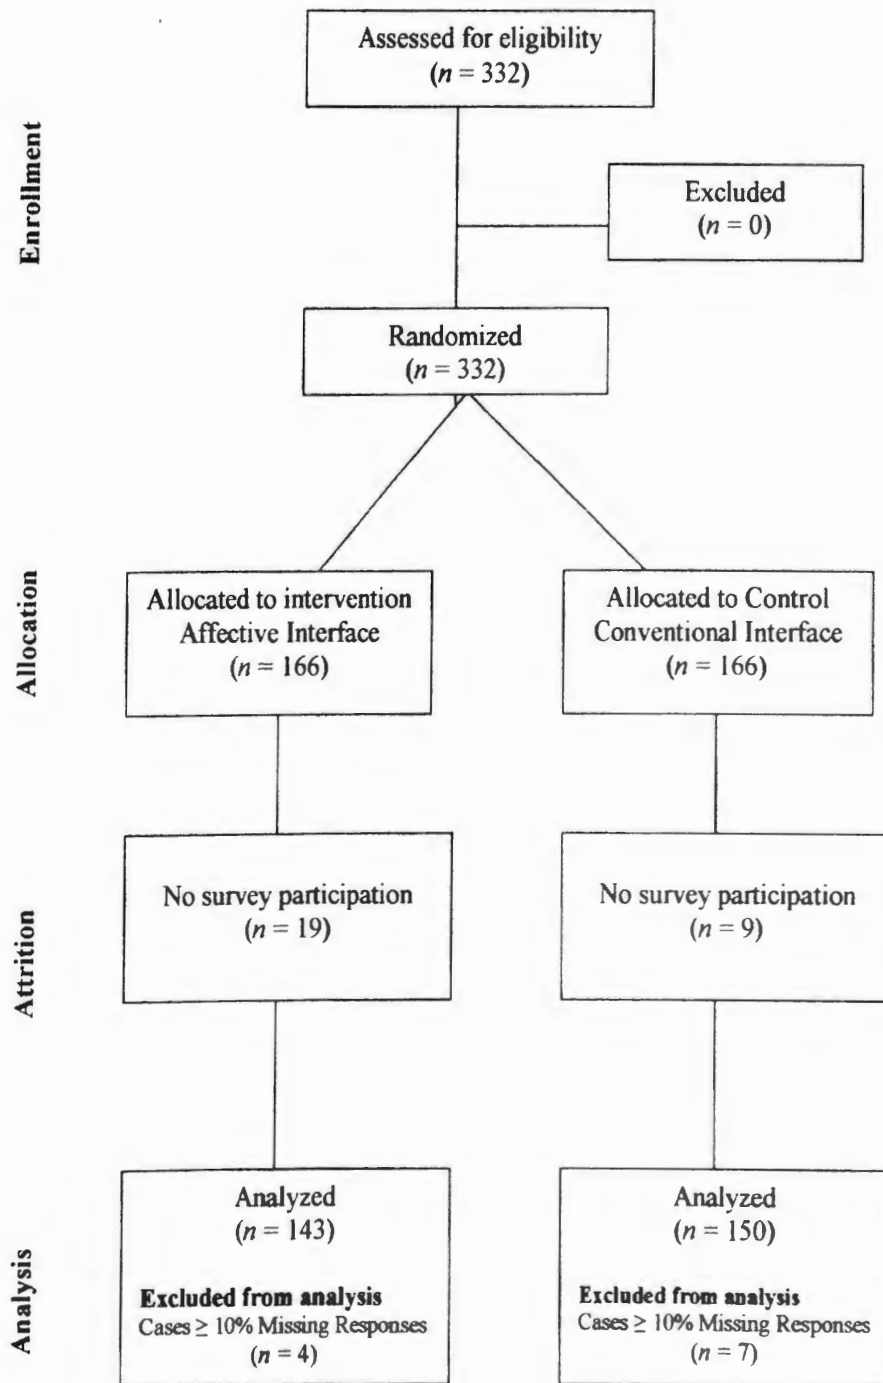 Assessed for eligibility
(n = 332)
Enrollment
Excluded
(n = 0)
Randomized
(n = 332)
Allocation
Allocated to intervention
Affective Interface
(n = 166)
Allocated to Control
Conventional Interface
(n = 166)
Attrition
No survey participation
(n = 19)
No survey participation
(n = 9)
Analysis
Analyzed
(n = 143)
Excluded from analysis
Cases ≥ 10% Missing Responses
(n = 4)
Analyzed
(n = 150)
Excluded from analysis
Cases ≥ 10% Missing Responses
(n = 7)